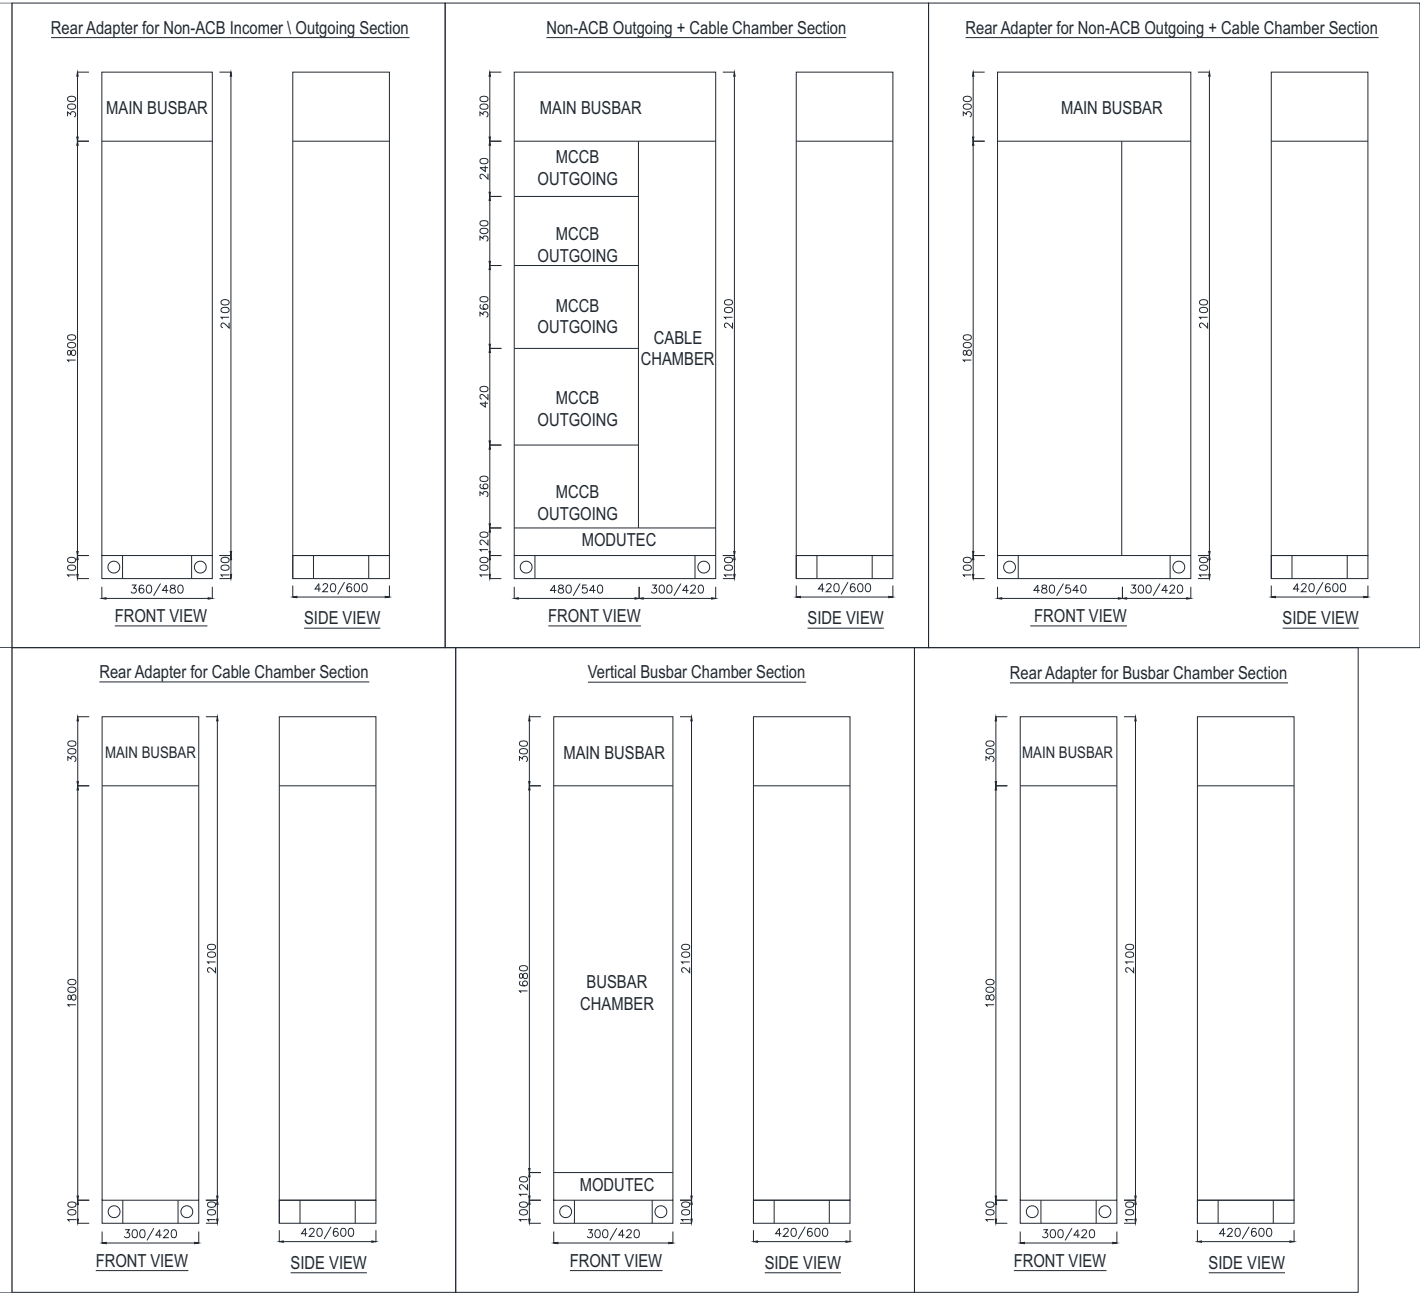 Rear Adapter for Non-ACB Incomer \ Outgoing Section
300
MAIN BUSBAR
1800
2100
100
100
360/480
420/600
FRONT VIEW
SIDE VIEW
Non-ACB Outgoing + Cable Chamber Section
300
MAIN BUSBAR
240
MCCB
OUTGOING
300
MCCB
OUTGOING
360
MCCB
OUTGOING
2100
CABLE
CHAMBER
420
MCCB
OUTGOING
360
MCCB
OUTGOING
120
MODUTEC
100
100
480/540
300/420
420/600
FRONT VIEW
SIDE VIEW
Rear Adapter for Non-ACB Outgoing + Cable Chamber Section
300
MAIN BUSBAR
1800
2100
100
100
480/540
300/420
420/600
FRONT VIEW
SIDE VIEW
Rear Adapter for Cable Chamber Section
300
MAIN BUSBAR
1800
2100
100
100
300/420
420/600
FRONT VIEW
SIDE VIEW
Vertical Busbar Chamber Section
300
MAIN BUSBAR
1680
2100
BUSBAR
CHAMBER
120
MODUTEC
100
100
300/420
420/600
FRONT VIEW
SIDE VIEW
Rear Adapter for Busbar Chamber Section
300
MAIN BUSBAR
1800
2100
100
100
300/420
420/600
FRONT VIEW
SIDE VIEW